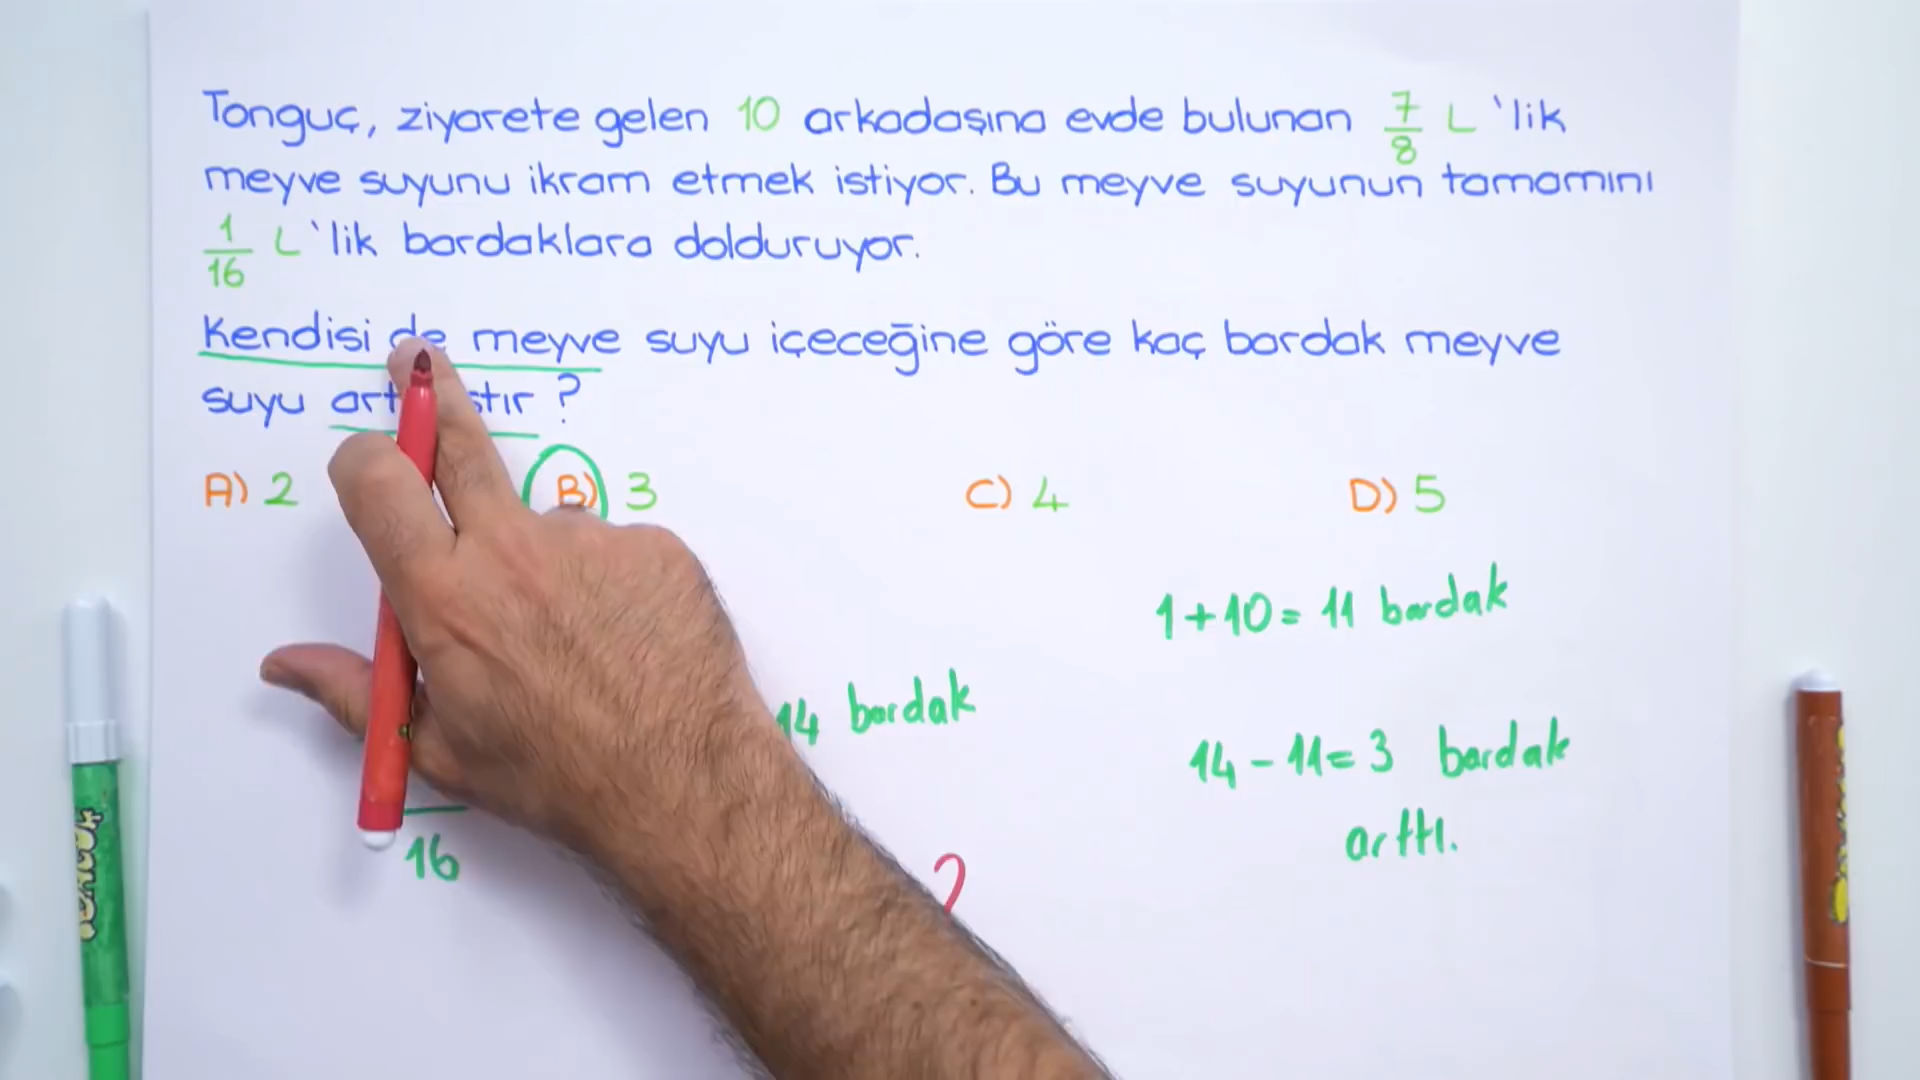 Tonguç, ziyarete gelen 10 arkadaşına evde bulunan 7/8 L 'lik
meyve suyunu ikram etmek istiyor. Bu meyve suyunun tamamını
1/16 L 'lik bardaklara dolduruyor.
Kendisi de meyve suyu içeceğine göre kaç bardak meyve
suyu ?
A) 2 B) 3 C) 4 D) 5
1+10= 11 bardak
14 bardak
14 - 11= 3 bardak
arttı.
16
?